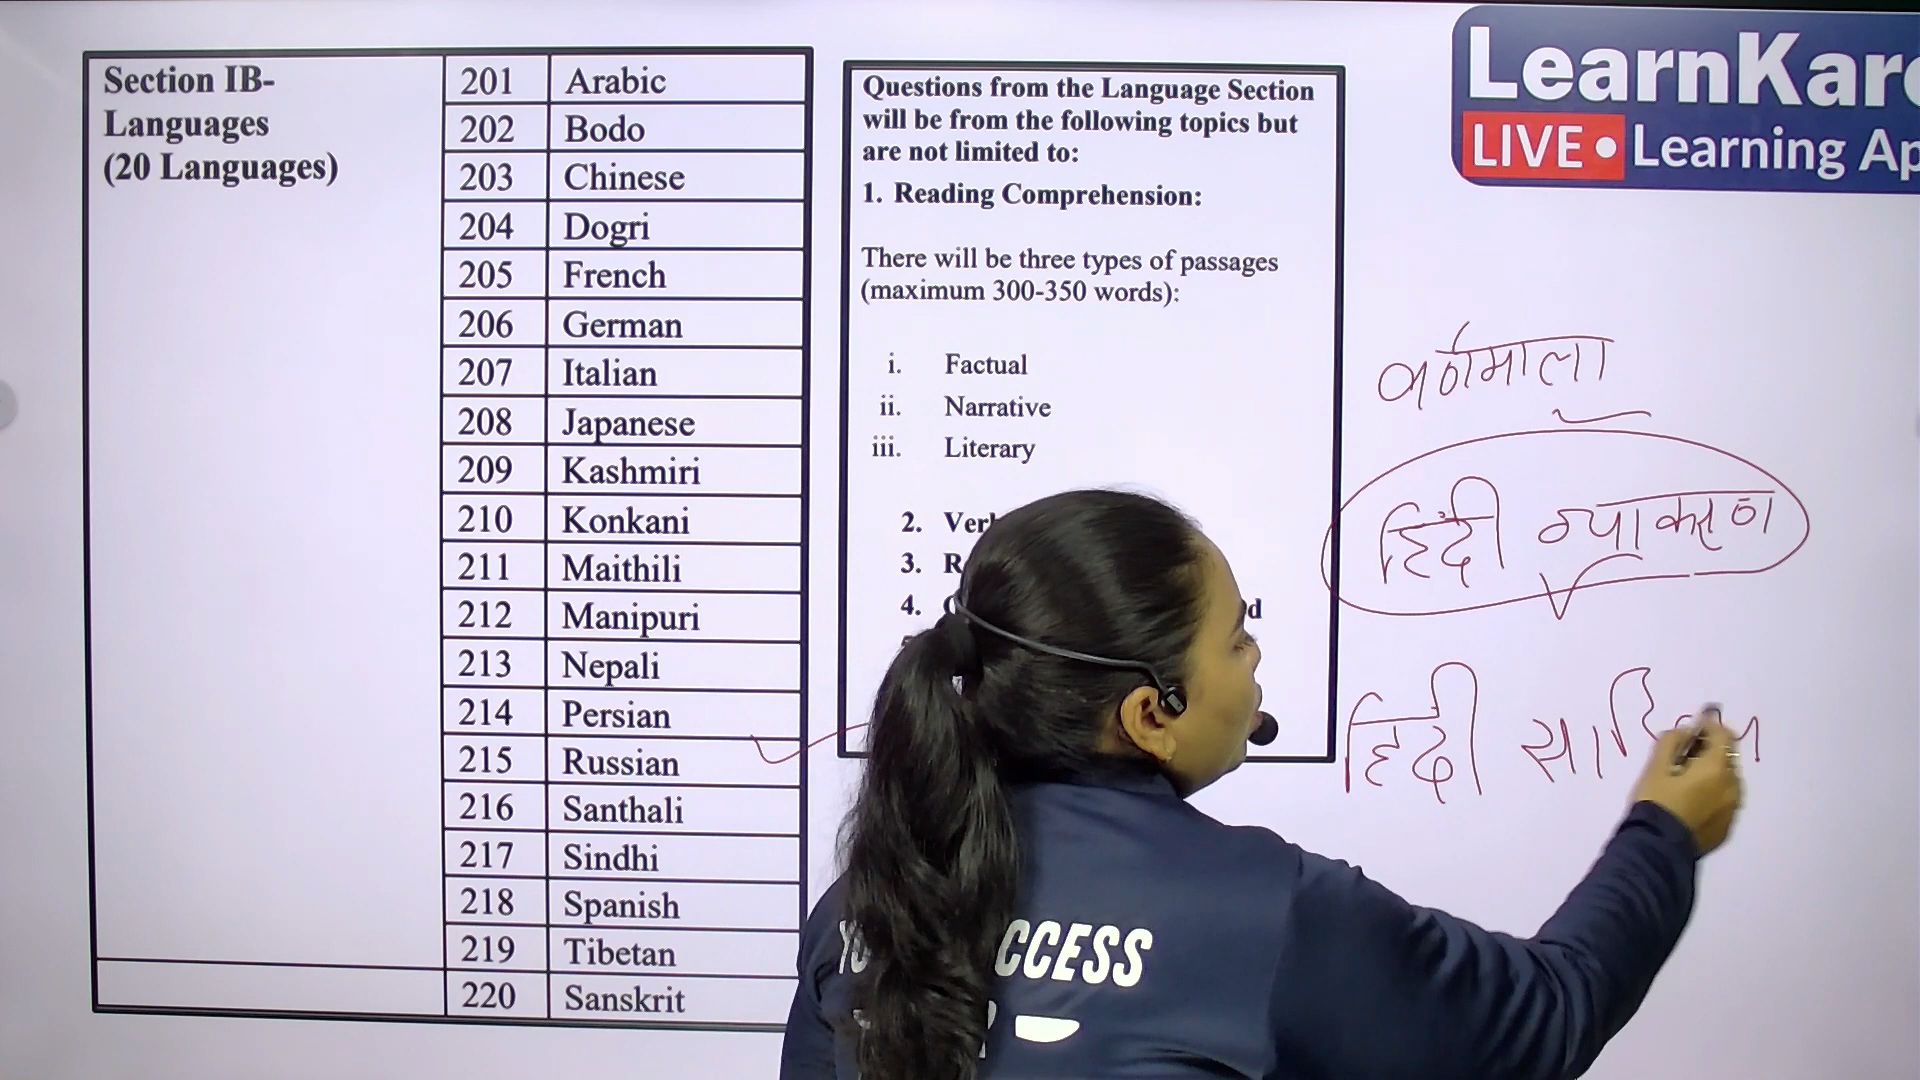 Section IB-
Languages
(20 Languages)
201 Arabic
202 Bodo
203 Chinese
204 Dogri
205 French
206 German
207 Italian
208 Japanese
209 Kashmiri
210 Konkani
211 Maithili
212 Manipuri
213 Nepali
214 Persian
215 Russian
216 Santhali
217 Sindhi
218 Spanish
219 Tibetan
220 Sanskrit
Questions from the Language Section
will be from the following topics but
are not limited to:
1. Reading Comprehension:
There will be three types of passages
(maximum 300-350 words):
i. Factual
ii. Narrative
iii. Literary
2.
3.
4.
LearnKar
LIVE • Learning Ap
वर्णमाला
हिंदी व्याकरण
हिंदी
CCESS